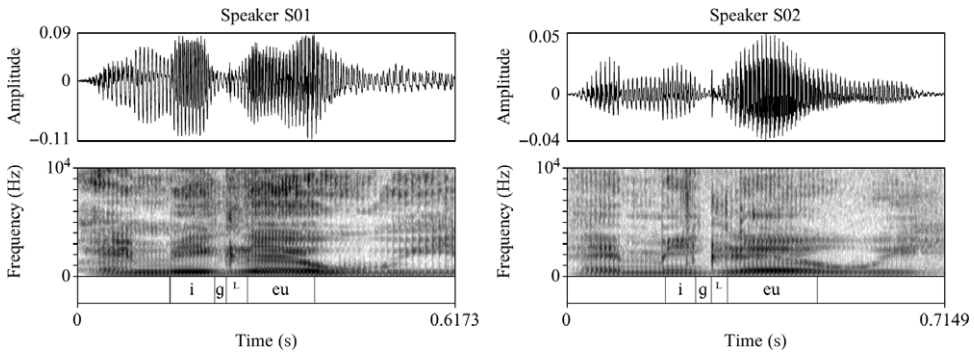 Speaker S01
0.09
Amplitude
0
−0.11
10⁴
Frequency (Hz)
0
i g L eu
0 0.6173
Time (s)
Speaker S02
0.05
Amplitude
0
−0.04
10⁴
Frequency (Hz)
0
i g L eu
0 0.7149
Time (s)